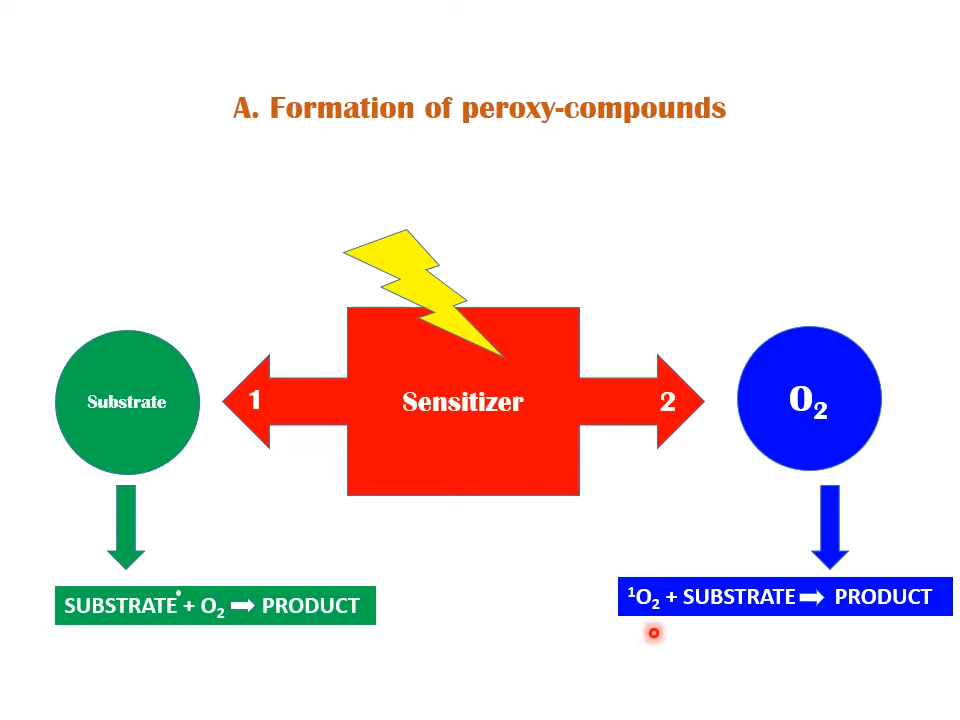 A. Formation of peroxy-compounds
Substrate
1
Sensitizer
2
O₂
SUBSTRATE• + O₂ ➡ PRODUCT
¹O₂ + SUBSTRATE ➡ PRODUCT